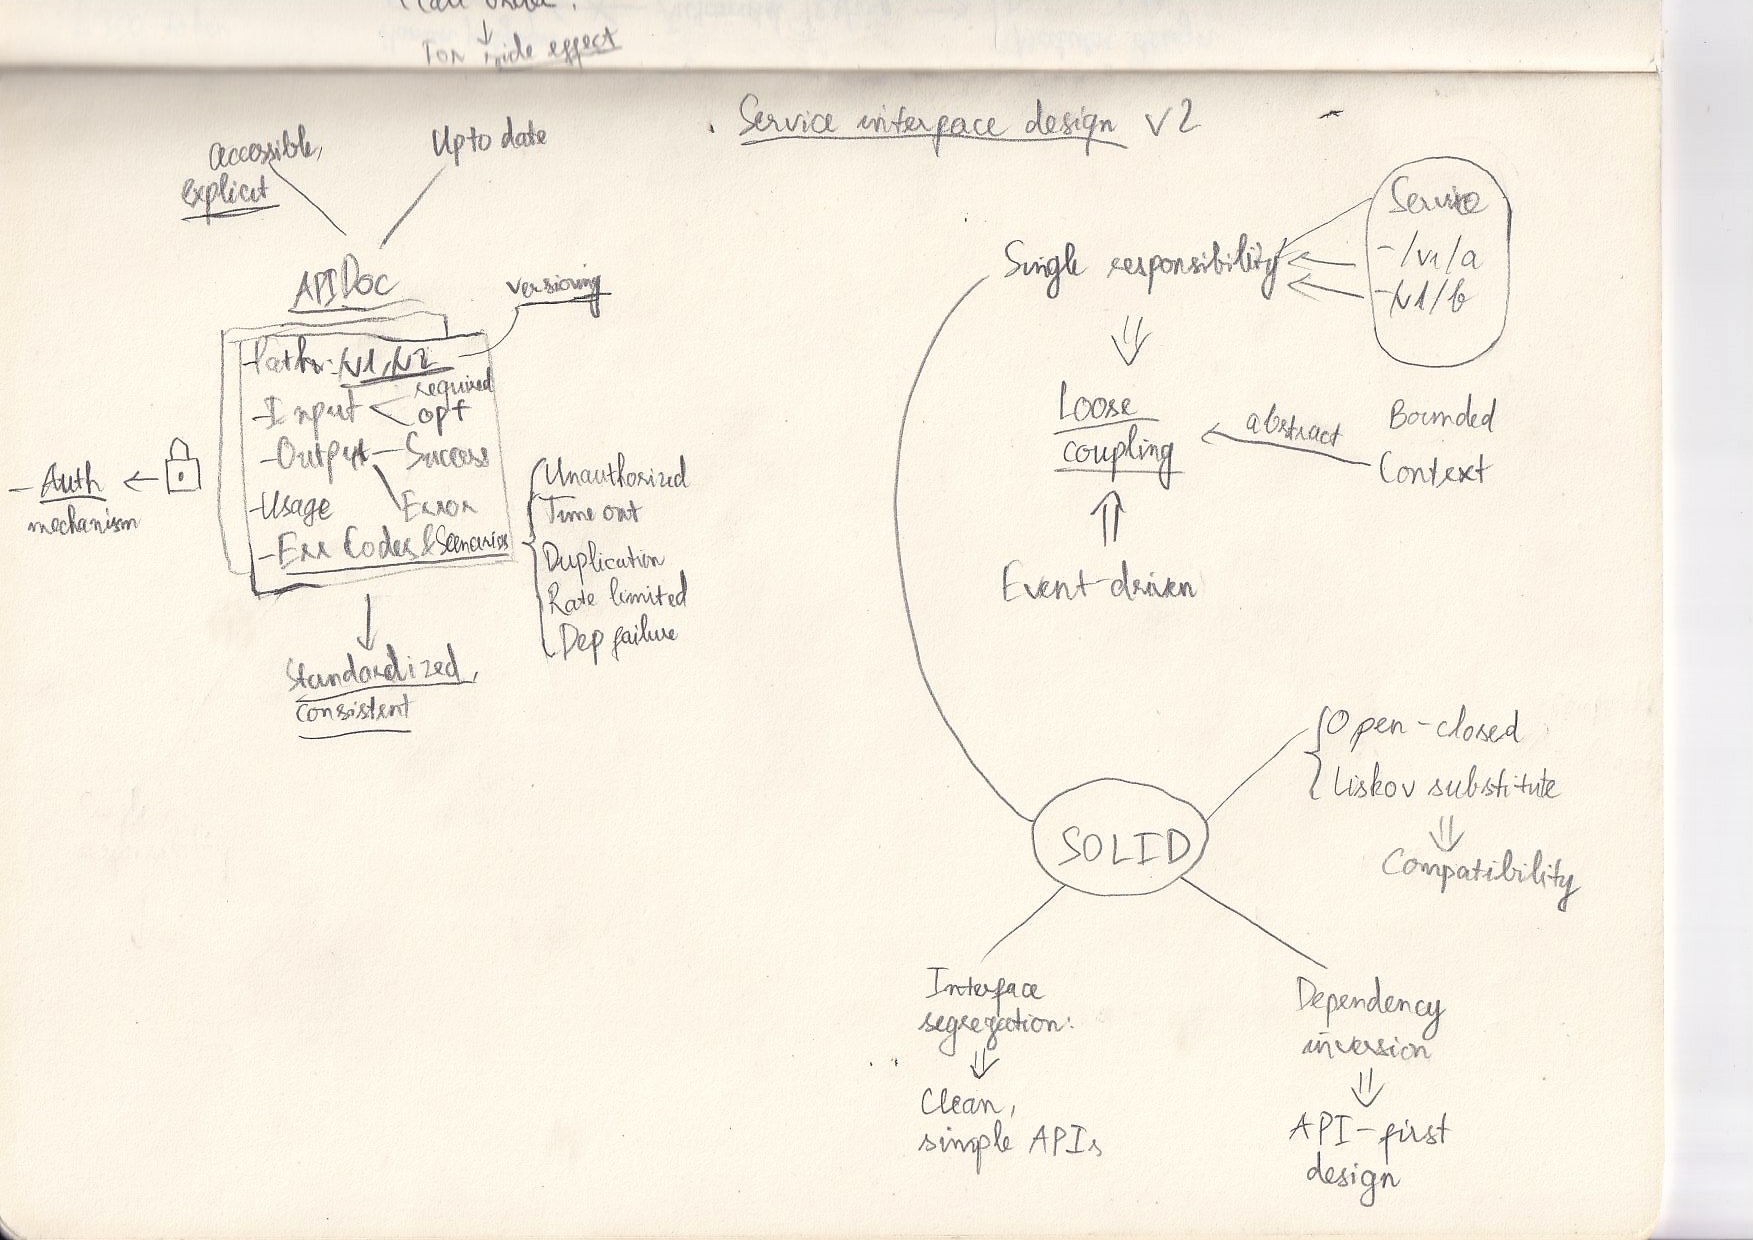 side effect
Service interface design v2
accessible,
explicit
Up to date
API Doc
versioning
- Path: /v1, /v2
- Input
required
opt
- Output - Success
Error
- Usage
- Err Codes & Scenarios
- Auth
mechanism
Unauthorized
Time out
Duplication
Rate limited
Dep failure
Standardized,
consistent
Service
- /v1/a
- /v1/b
Single responsibility
Loose
coupling
abstract
Bounded
Context
Event-driven
SOLID
Open-closed
Liskov substitute
Compatibility
Interface
segregation:
Clean,
simple APIs
Dependency
inversion
API-first
design